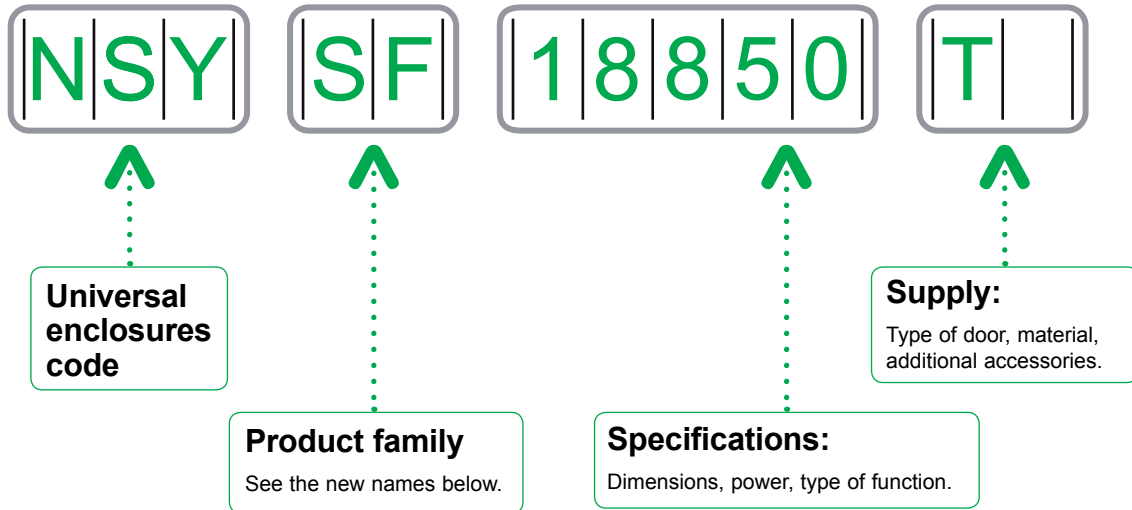 NSY SF 18850 T
Universal
enclosures
code
Supply:
Type of door, material,
additional accessories.
Product family
See the new names below.
Specifications:
Dimensions, power, type of function.